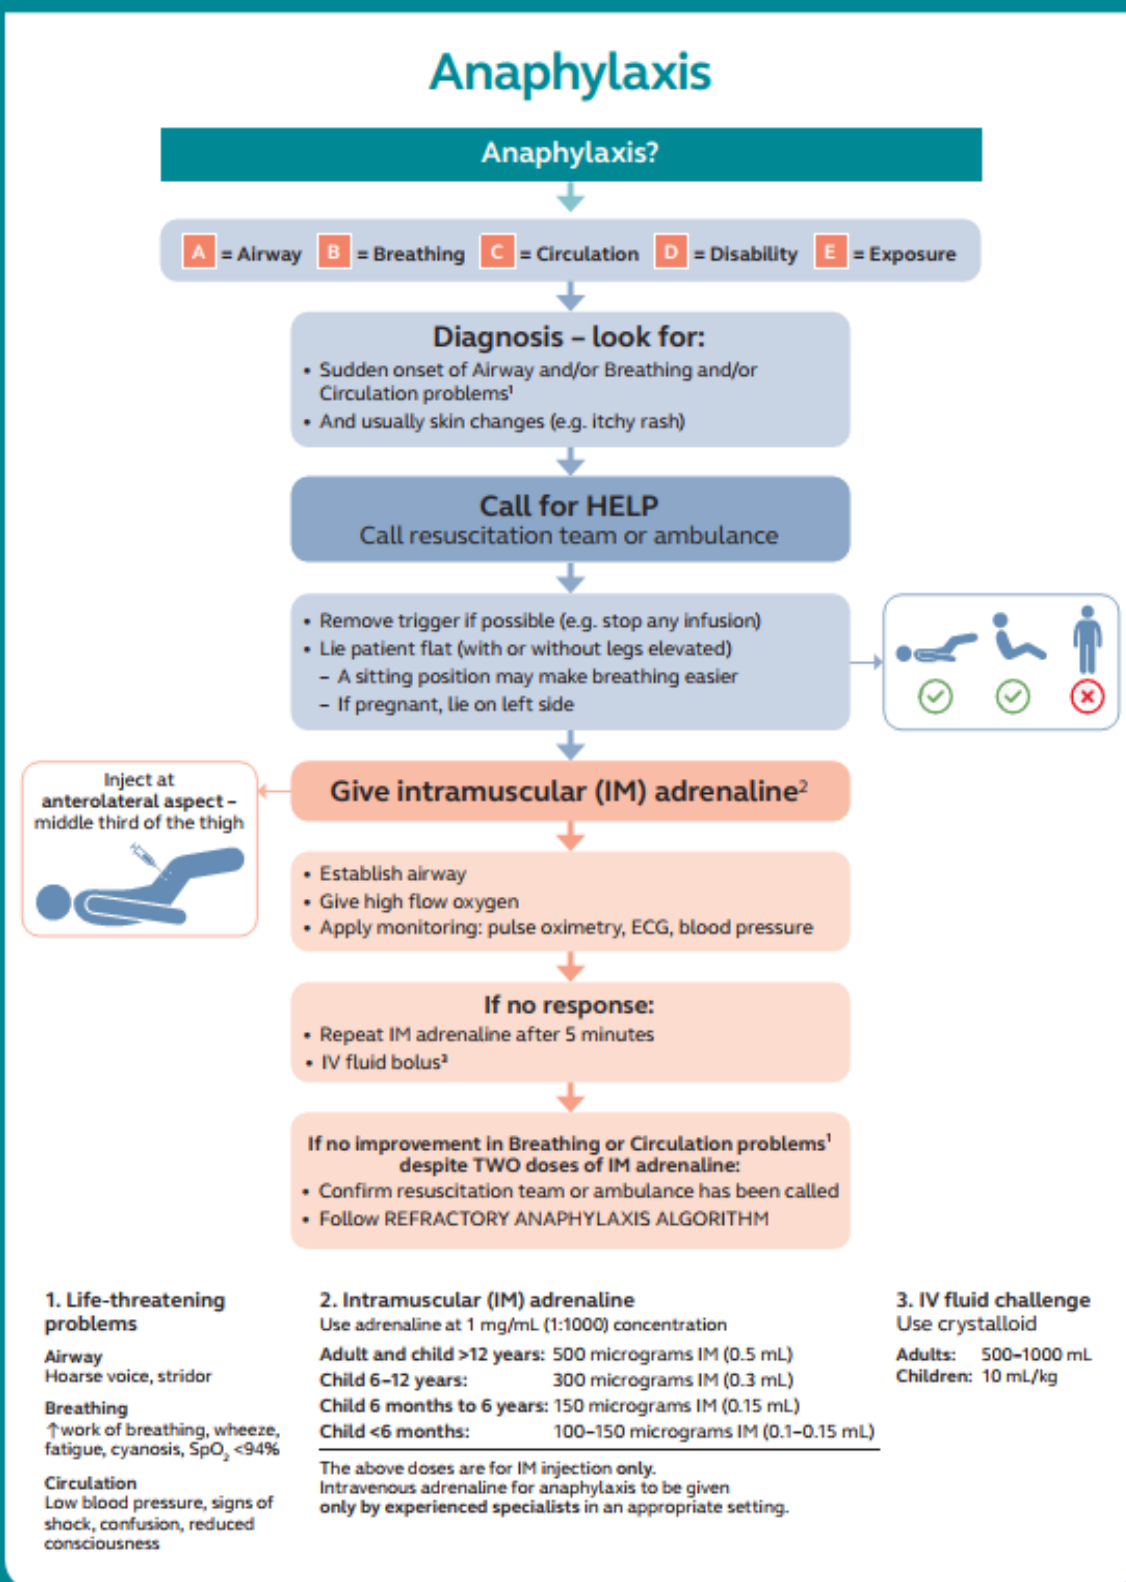 Anaphylaxis
Anaphylaxis?
A = Airway B = Breathing C = Circulation D = Disability E = Exposure
Diagnosis – look for:
• Sudden onset of Airway and/or Breathing and/or
Circulation problems¹
• And usually skin changes (e.g. itchy rash)
Call for HELP
Call resuscitation team or ambulance
• Remove trigger if possible (e.g. stop any infusion)
• Lie patient flat (with or without legs elevated)
– A sitting position may make breathing easier
– If pregnant, lie on left side
Give intramuscular (IM) adrenaline²
Inject at
anterolateral aspect –
middle third of the thigh
• Establish airway
• Give high flow oxygen
• Apply monitoring: pulse oximetry, ECG, blood pressure
If no response:
• Repeat IM adrenaline after 5 minutes
• IV fluid bolus³
If no improvement in Breathing or Circulation problems¹
despite TWO doses of IM adrenaline:
• Confirm resuscitation team or ambulance has been called
• Follow REFRACTORY ANAPHYLAXIS ALGORITHM
1. Life-threatening
problems
Airway
Hoarse voice, stridor
Breathing
↑work of breathing, wheeze,
fatigue, cyanosis, SpO₂ <94%
Circulation
Low blood pressure, signs of
shock, confusion, reduced
consciousness
2. Intramuscular (IM) adrenaline
Use adrenaline at 1 mg/mL (1:1000) concentration
Adult and child >12 years: 500 micrograms IM (0.5 mL)
Child 6–12 years: 300 micrograms IM (0.3 mL)
Child 6 months to 6 years: 150 micrograms IM (0.15 mL)
Child <6 months: 100–150 micrograms IM (0.1–0.15 mL)
The above doses are for IM injection only.
Intravenous adrenaline for anaphylaxis to be given
only by experienced specialists in an appropriate setting.
3. IV fluid challenge
Use crystalloid
Adults: 500–1000 mL
Children: 10 mL/kg